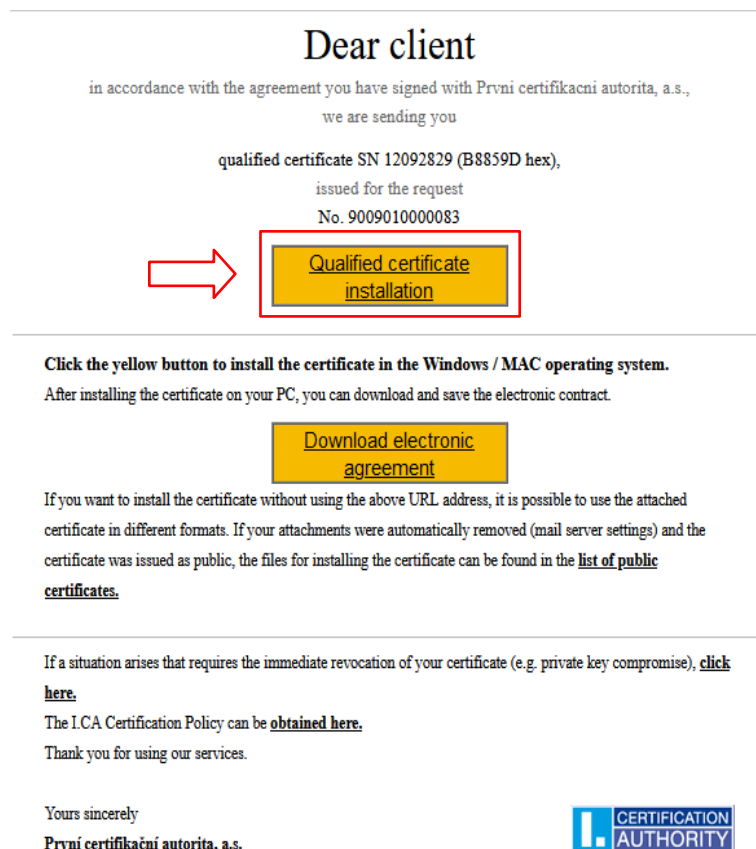 Dear client
in accordance with the agreement you have signed with Prvni certifikacni autorita, a.s.,
we are sending you
qualified certificate SN 12092829 (B8859D hex),
issued for the request
No. 9009010000083
Qualified certificate
installation
Click the yellow button to install the certificate in the Windows / MAC operating system.
After installing the certificate on your PC, you can download and save the electronic contract.
Download electronic
agreement
If you want to install the certificate without using the above URL address, it is possible to use the attached
certificate in different formats. If your attachments were automatically removed (mail server settings) and the
certificate was issued as public, the files for installing the certificate can be found in the list of public
certificates.
If a situation arises that requires the immediate revocation of your certificate (e.g. private key compromise), click
here.
The I.CA Certification Policy can be obtained here.
Thank you for using our services.
Yours sincerely
První certifikační autorita, a.s.
I. CERTIFICATION
AUTHORITY